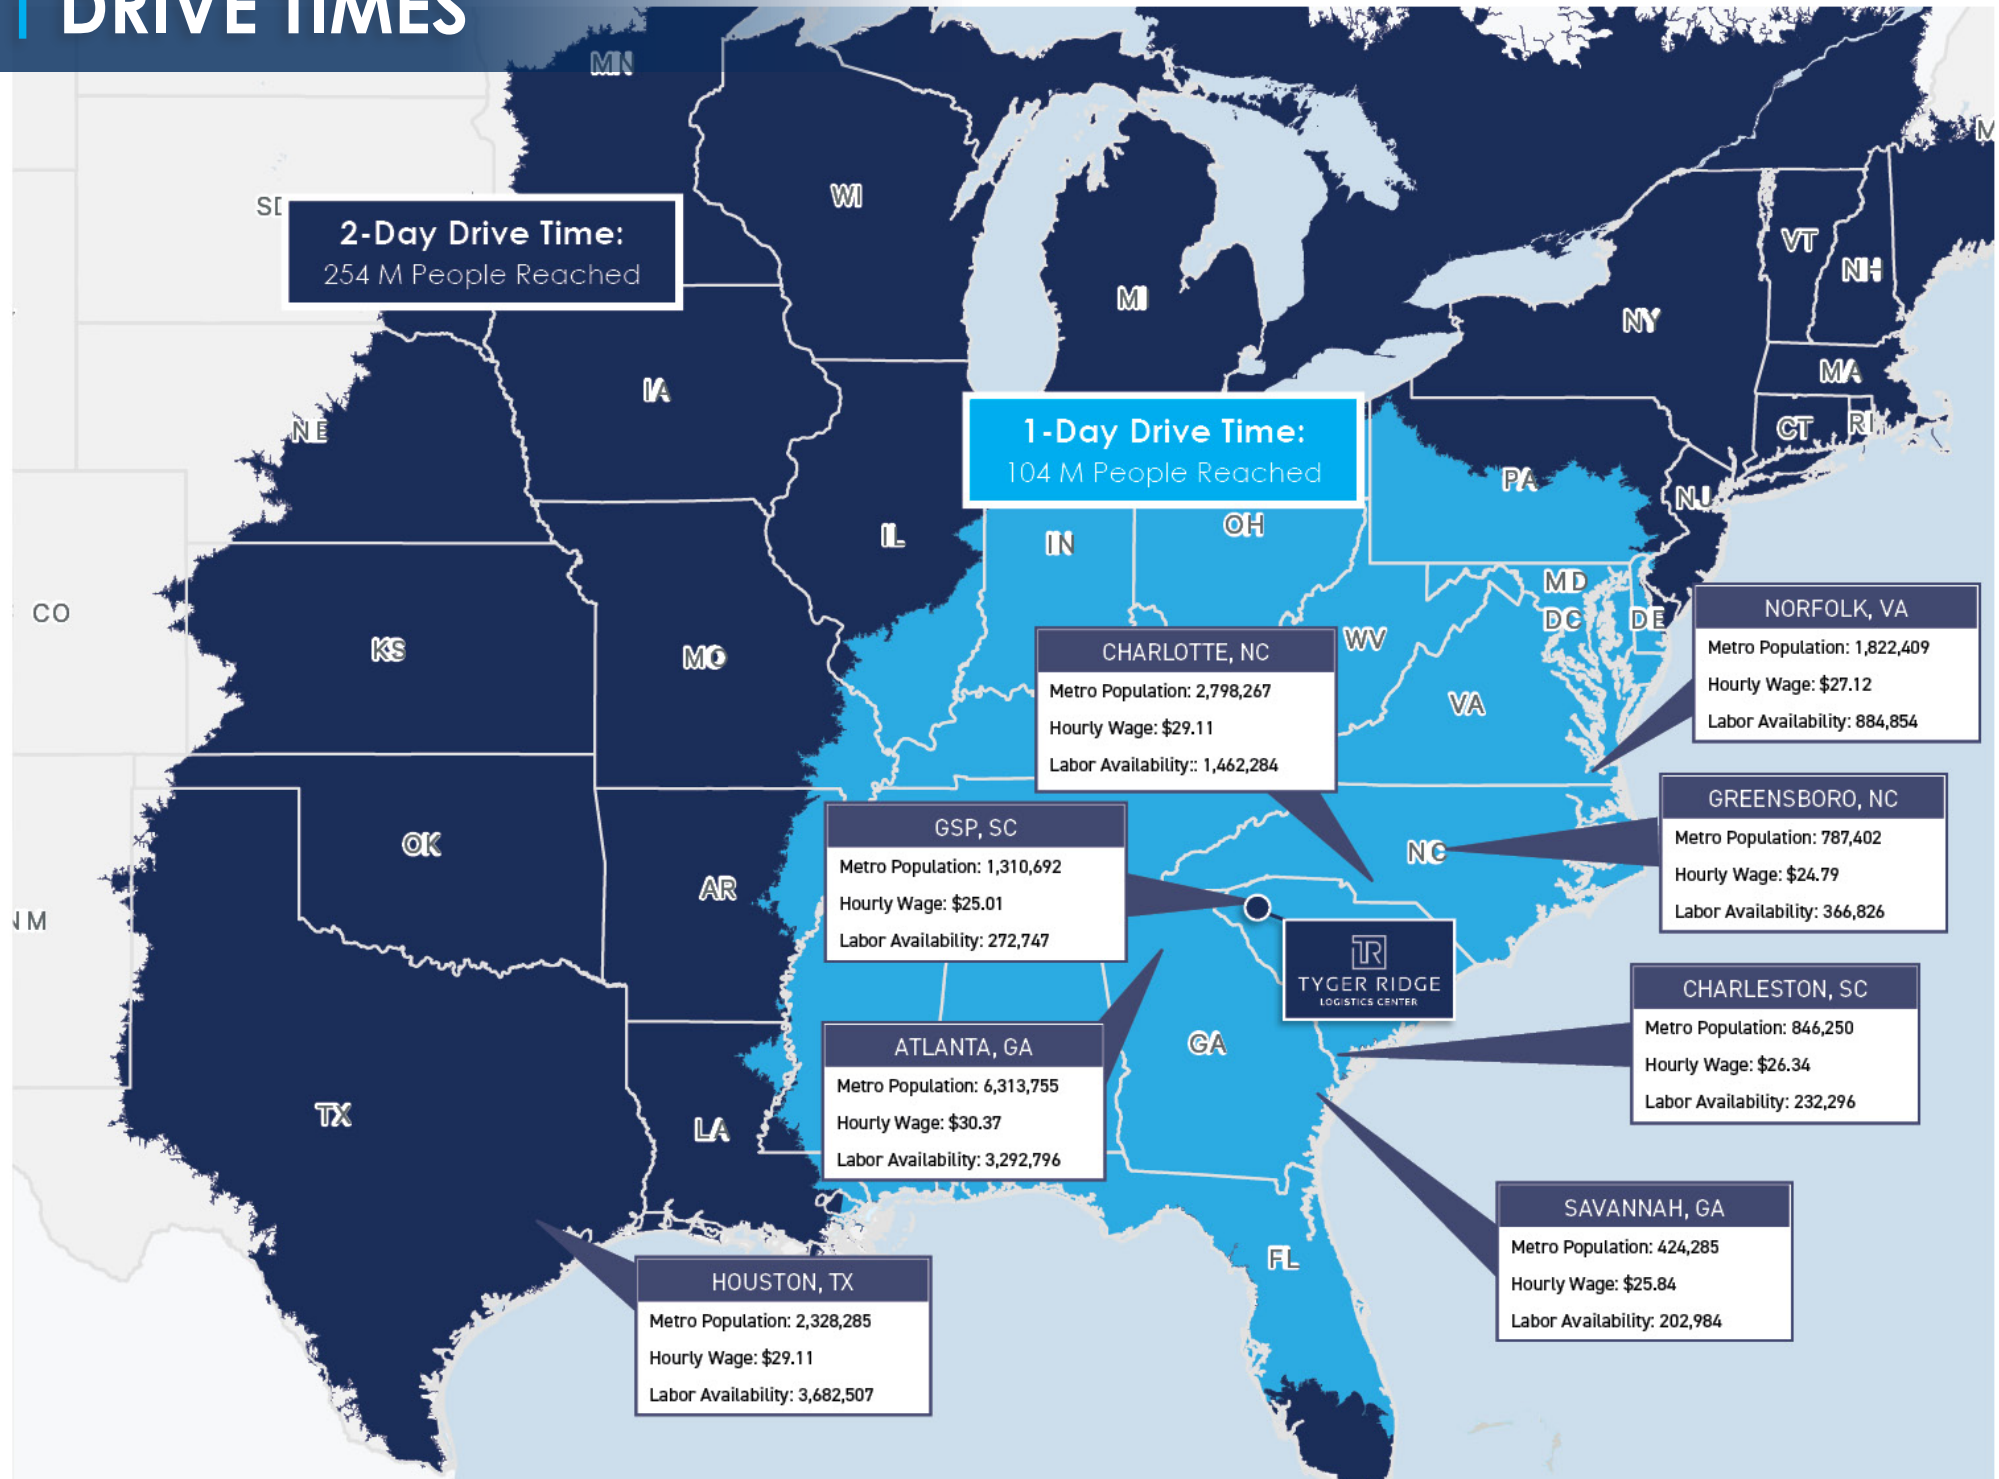 DRIVE TIMES
MN
SD
WI
VT
NH
2-Day Drive Time:
254 M People Reached
MI
NY
IA
MA
NE
1-Day Drive Time:
104 M People Reached
CT
RI
PA
NJ
IL
IN
OH
CO
MD
DC
DE
KS
MO
WV
VA
NORFOLK, VA
Metro Population: 1,822,409
Hourly Wage: $27.12
Labor Availability: 884,854
CHARLOTTE, NC
Metro Population: 2,798,267
Hourly Wage: $29.11
Labor Availability:: 1,462,284
GREENSBORO, NC
Metro Population: 787,402
Hourly Wage: $24.79
Labor Availability: 366,826
GSP, SC
Metro Population: 1,310,692
Hourly Wage: $25.01
Labor Availability: 272,747
OK
NC
AR
NM
TR
TYGER RIDGE
LOGISTICS CENTER
CHARLESTON, SC
Metro Population: 846,250
Hourly Wage: $26.34
Labor Availability: 232,296
ATLANTA, GA
Metro Population: 6,313,755
Hourly Wage: $30.37
Labor Availability: 3,292,796
GA
TX
LA
SAVANNAH, GA
Metro Population: 424,285
Hourly Wage: $25.84
Labor Availability: 202,984
FL
HOUSTON, TX
Metro Population: 2,328,285
Hourly Wage: $29.11
Labor Availability: 3,682,507